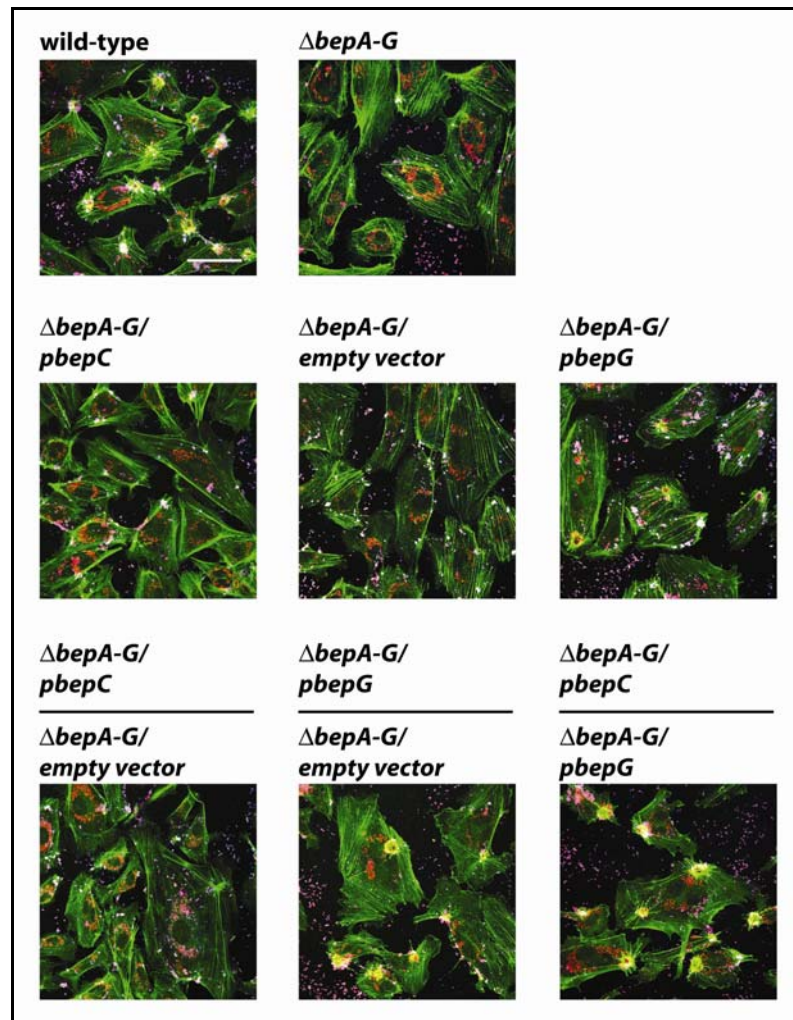 wild-type
ΔbepA-G
ΔbepA-G/
pbepC
ΔbepA-G/
empty vector
ΔbepA-G/
pbepG
ΔbepA-G/
pbepC
ΔbepA-G/
empty vector
ΔbepA-G/
pbepG
ΔbepA-G/
empty vector
ΔbepA-G/
pbepC
ΔbepA-G/
pbepG